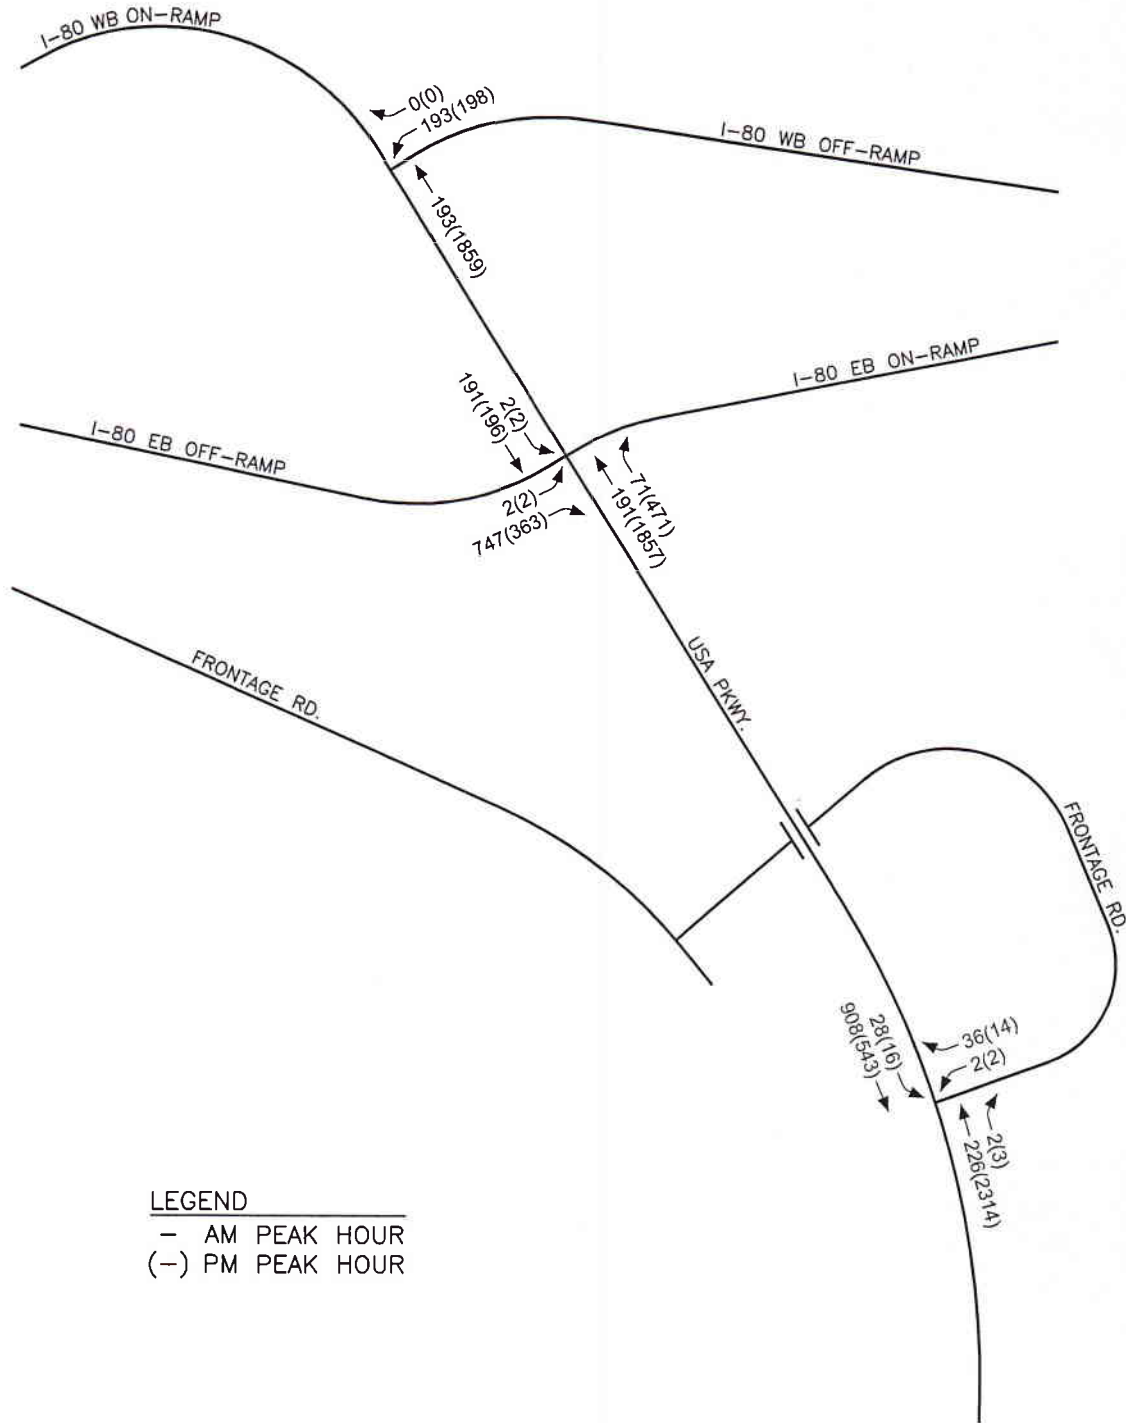 I-80 WB ON-RAMP
0(0)
193(198)
I-80 WB OFF-RAMP
193(1859)
I-80 EB ON-RAMP
2(2)
191(196)
I-80 EB OFF-RAMP
2(2)
747(363)
71(471)
191(1857)
USA PKWY.
FRONTAGE RD.
FRONTAGE RD.
28(16)
908(543)
36(14)
2(2)
2(3)
226(2314)
LEGEND
- AM PEAK HOUR
(-) PM PEAK HOUR